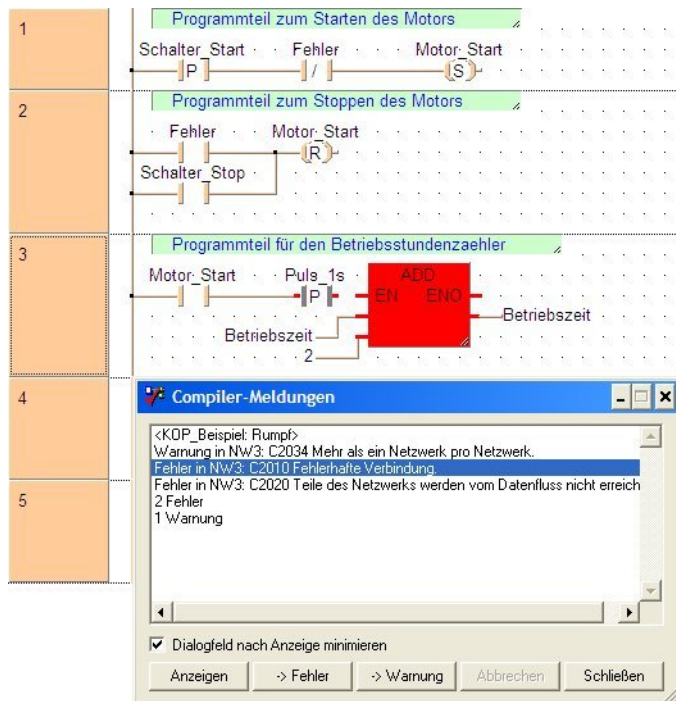 1
Programmteil zum Starten des Motors
Schalter_Start Fehler Motor_Start
P / S
2
Programmteil zum Stoppen des Motors
Fehler Motor_Start
R
Schalter_Stop
3
Programmteil für den Betriebsstundenzaehler
Motor_Start Puls_1s ADD
P EN ENO
Betriebszeit
Betriebszeit
2
4
Compiler-Meldungen
<KOP_Beispiel: Rumpf>
Warnung in NW3: C2034 Mehr als ein Netzwerk pro Netzwerk.
Fehler in NW3: C2010 Fehlerhafte Verbindung.
Fehler in NW3: C2020 Teile des Netzwerks werden vom Datenfluss nicht erreich
2 Fehler
1 Warnung
5
Dialogfeld nach Anzeige minimieren
Anzeigen -> Fehler -> Warnung Abbrechen Schließen